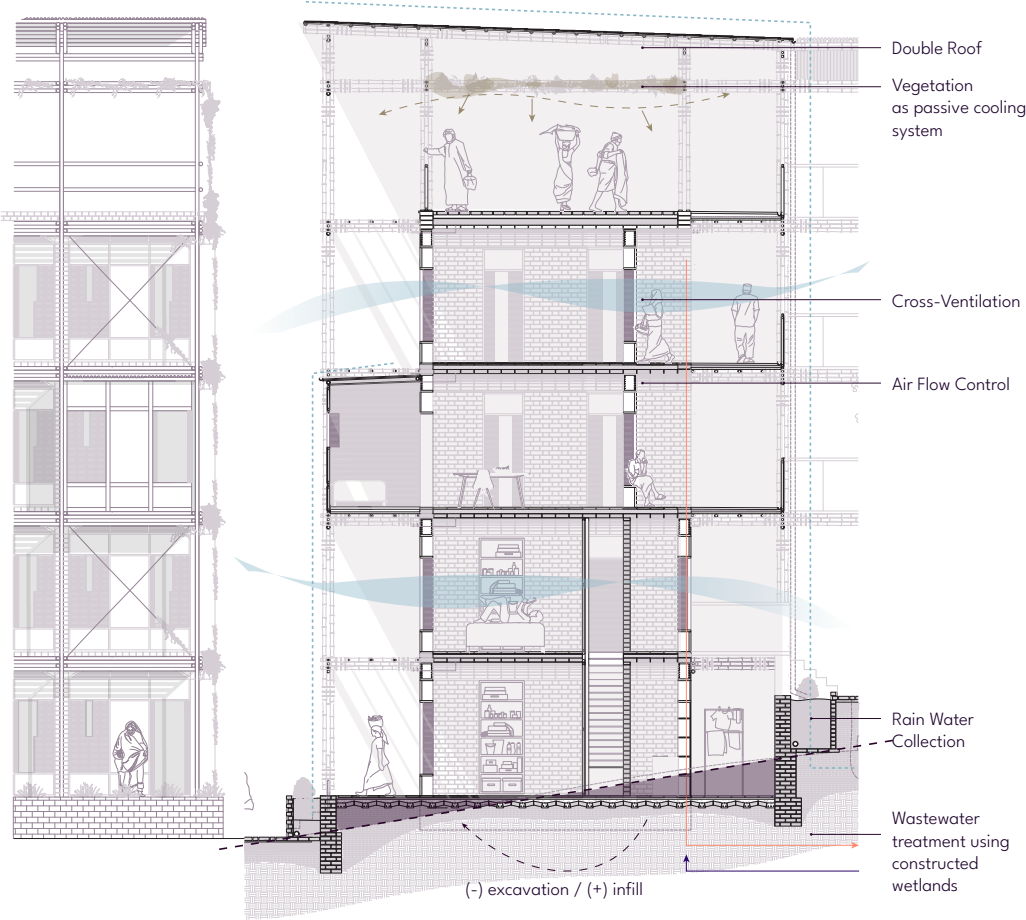 Double Roof
Vegetation
as passive cooling
system
Cross-Ventilation
Air Flow Control
Rain Water
Collection
Wastewater
treatment using
constructed
wetlands
(-) excavation / (+) infill